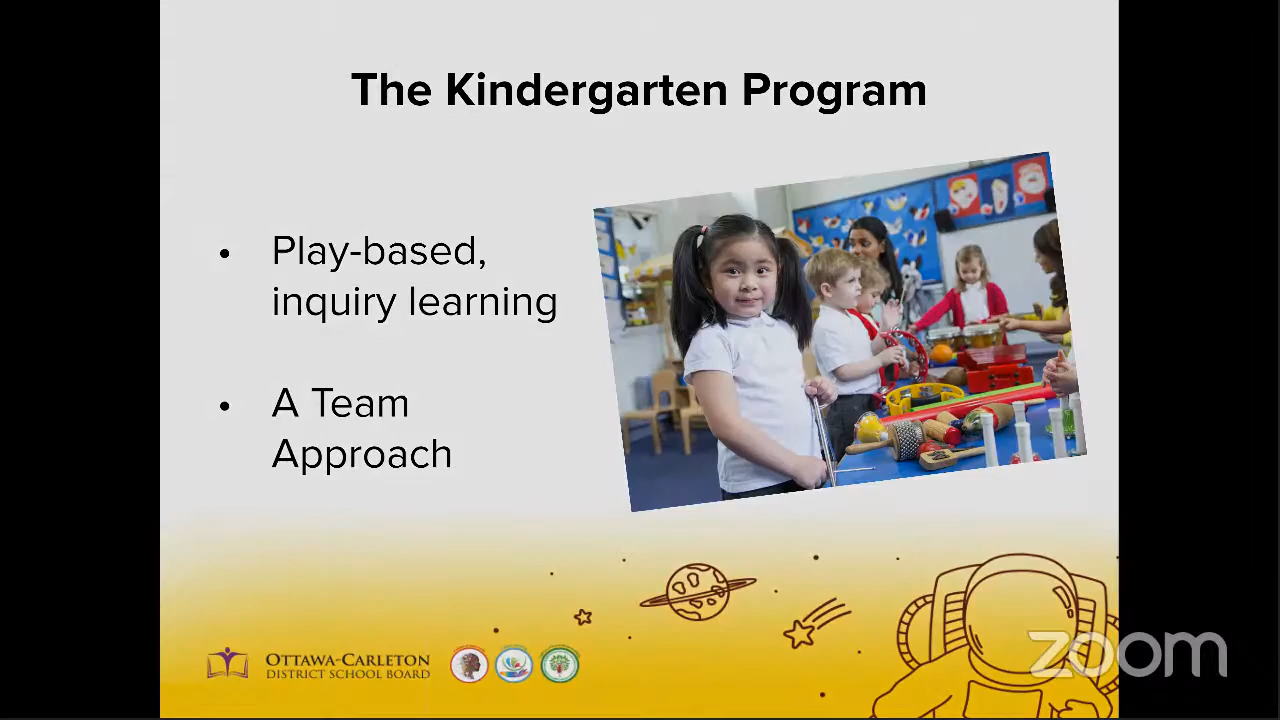 The Kindergarten Program
• Play-based,
inquiry learning
• A Team
Approach
OTTAWA-CARLETON
DISTRICT SCHOOL BOARD
zoom